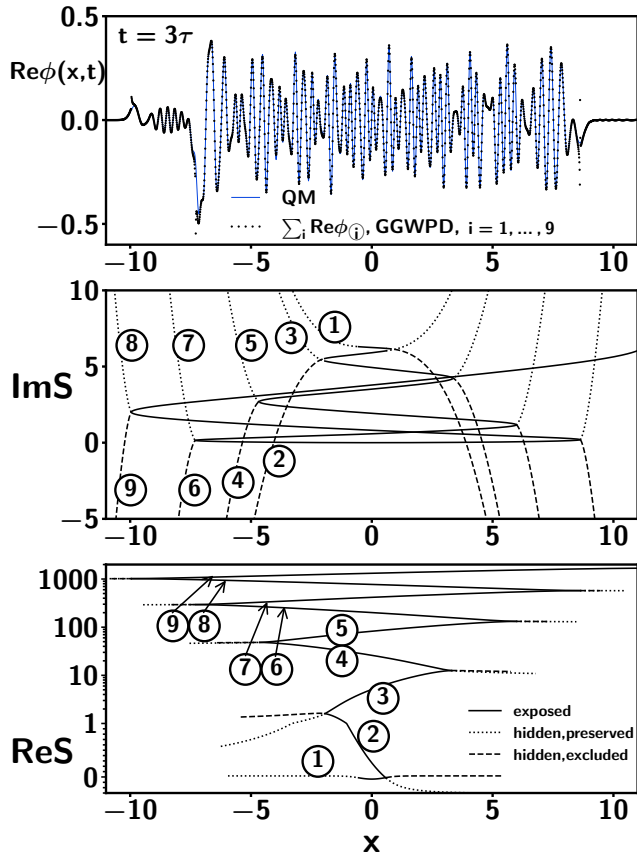 0.5
t = 3τ
Reϕ(x,t)
0.0
QM
∑ᵢ Reϕⓘ, GGWPD, i = 1, ... , 9
−0.5
−10 −5 0 5 10
10
1
8 7 5 3
5
ImS
0
2
9 6 4
−5
−10 −5 0 5 10
1000
9 8 5
100
7 6 4
10
3
exposed
1
2
hidden,preserved
ReS
1
hidden,excluded
0
−10 −5 0 5 10
x